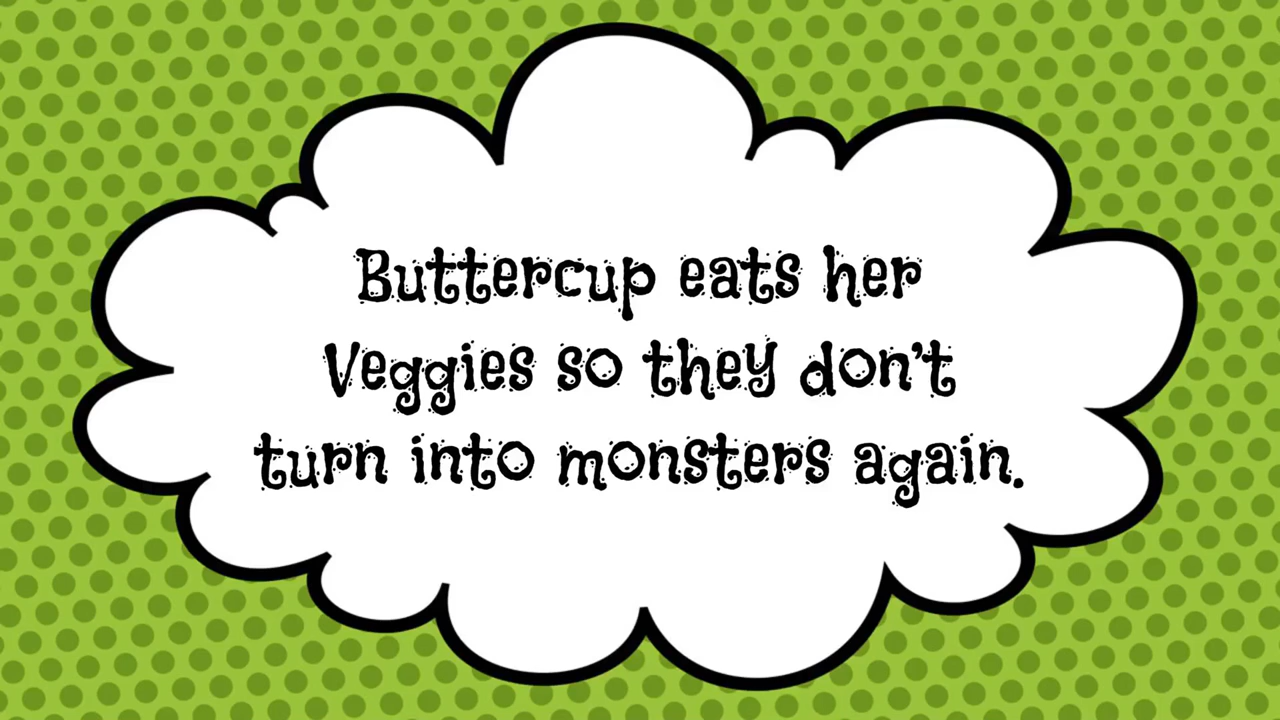 Buttercup eats her
Veggies so they don't
turn into monsters again.